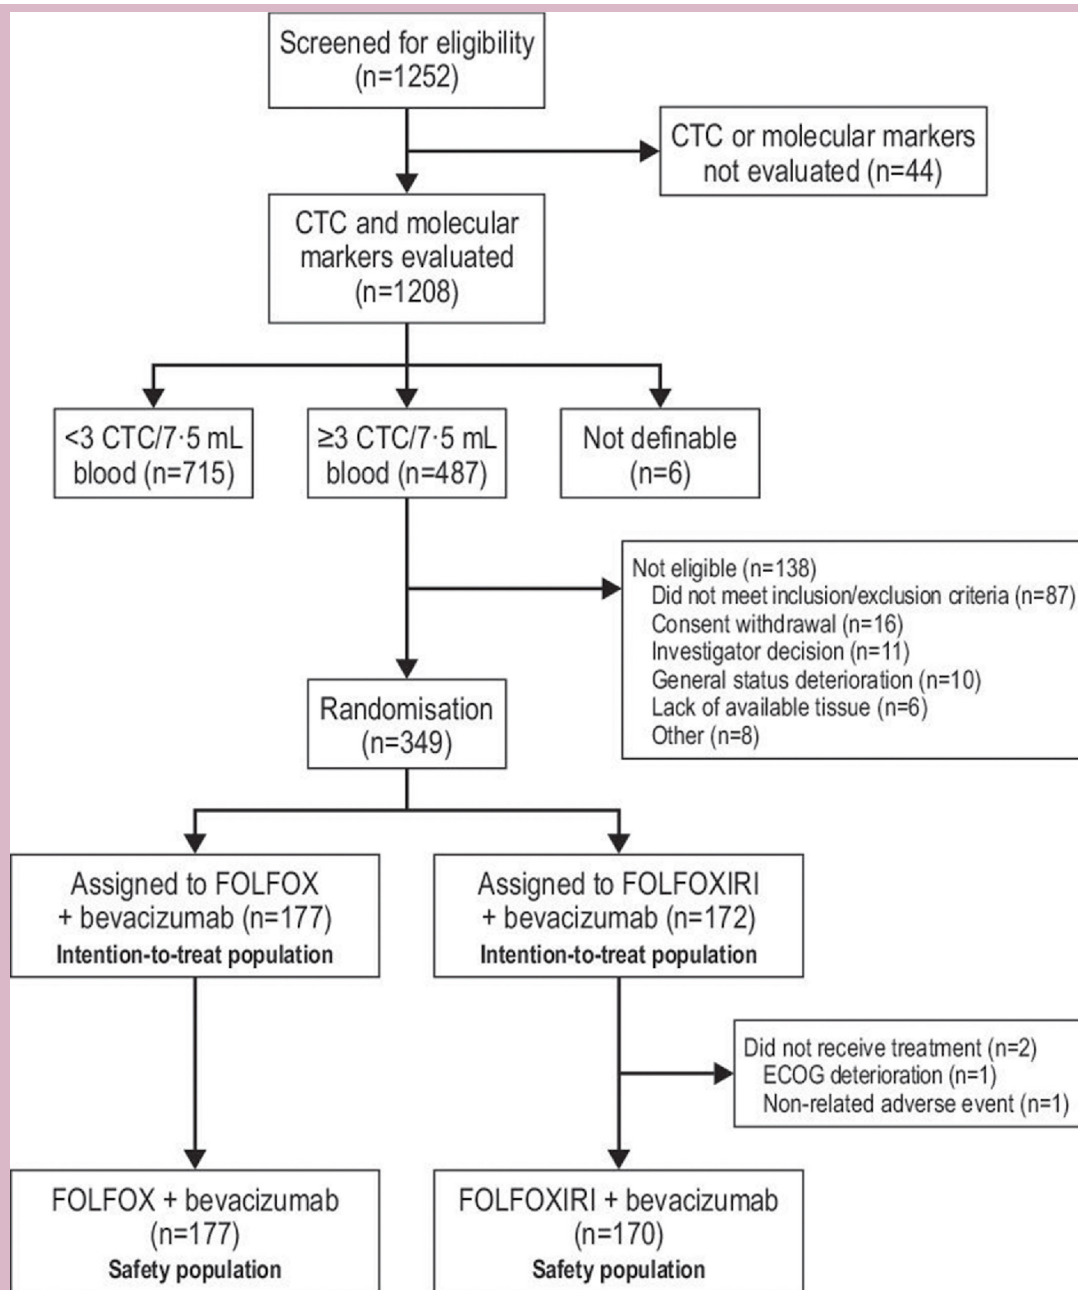 Screened for eligibility
(n=1252)
CTC or molecular markers
not evaluated (n=44)
CTC and molecular
markers evaluated
(n=1208)
<3 CTC/7·5 mL
blood (n=715)
≥3 CTC/7·5 mL
blood (n=487)
Not definable
(n=6)
Not eligible (n=138)
Did not meet inclusion/exclusion criteria (n=87)
Consent withdrawal (n=16)
Investigator decision (n=11)
General status deterioration (n=10)
Lack of available tissue (n=6)
Other (n=8)
Randomisation
(n=349)
Assigned to FOLFOX
+ bevacizumab (n=177)
Intention-to-treat population
Assigned to FOLFOXIRI
+ bevacizumab (n=172)
Intention-to-treat population
Did not receive treatment (n=2)
ECOG deterioration (n=1)
Non-related adverse event (n=1)
FOLFOX + bevacizumab
(n=177)
Safety population
FOLFOXIRI + bevacizumab
(n=170)
Safety population